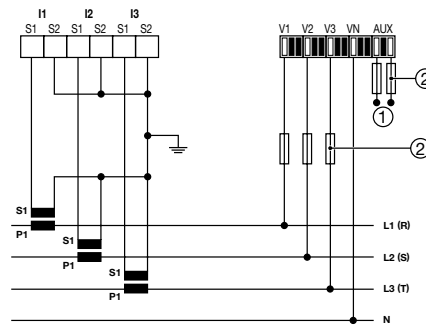 I1 I2 I3
S1 S2 S1 S2 S1 S2
V1 V2 V3 VN AUX
2
1
2
S1
P1
L1 (R)
S1
P1
L2 (S)
S1
P1
L3 (T)
N